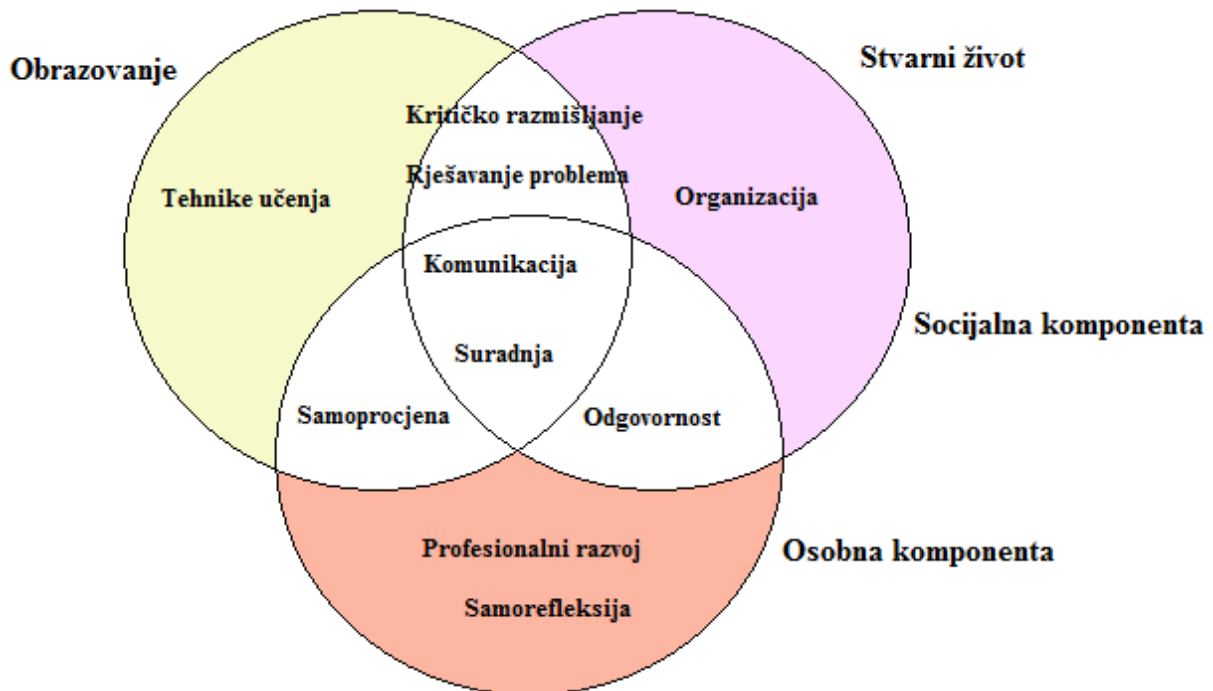 Obrazovanje
Stvarni život
Kritičko razmišljanje
Rješavanje problema
Tehnike učenja
Organizacija
Komunikacija
Socijalna komponenta
Suradnja
Samoprocjena
Odgovornost
Profesionalni razvoj
Osobna komponenta
Samorefleksija